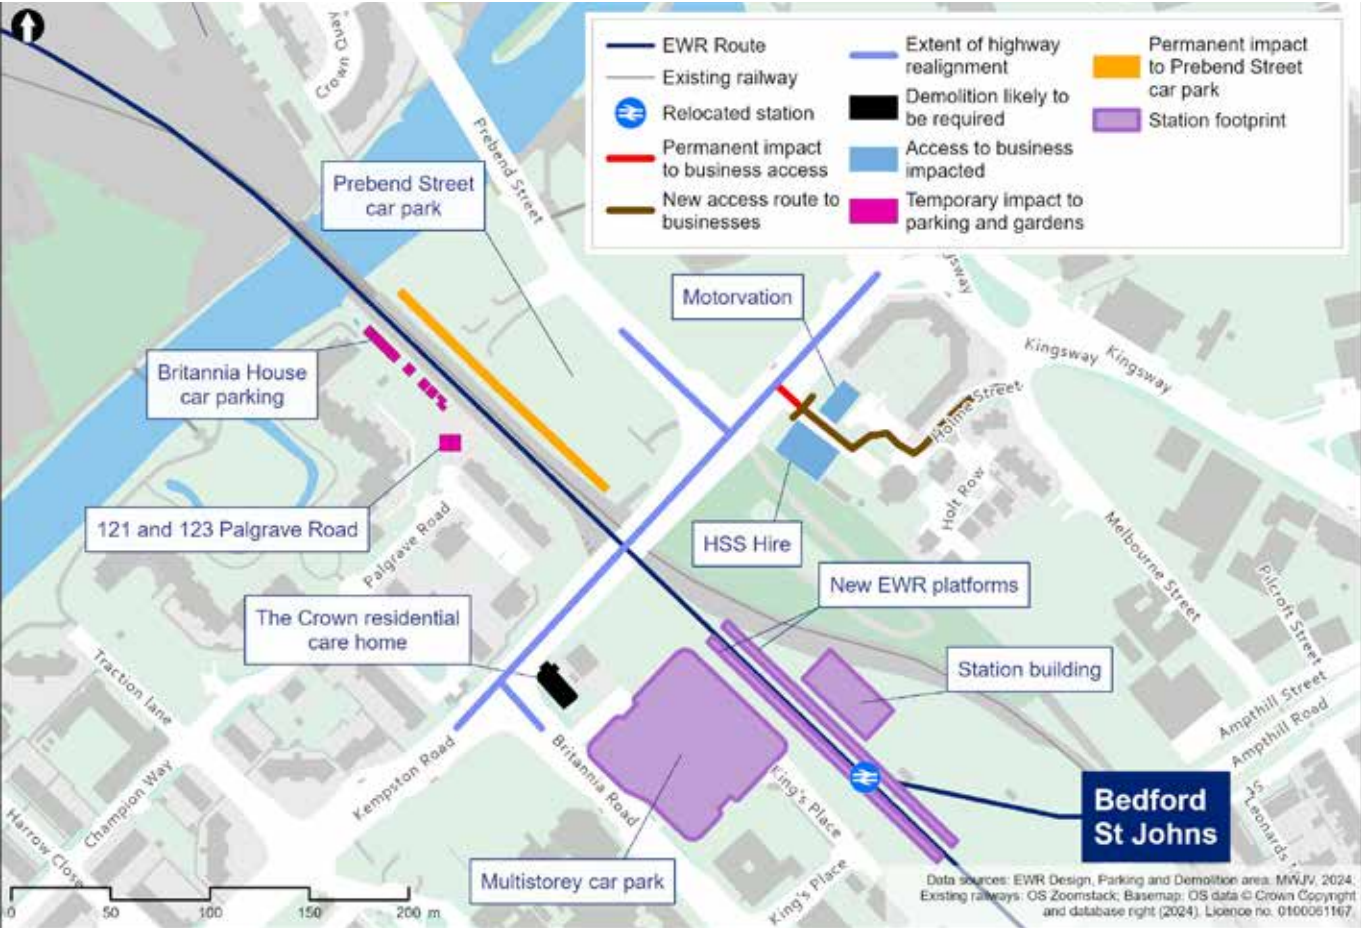 EWR Route
Existing railway
Relocated station
Permanent impact
to business access
New access route to
businesses
Extent of highway
realignment
Demolition likely to
be required
Access to business
impacted
Temporary impact to
parking and gardens
Permanent impact
to Prebend Street
car park
Station footprint
Crown Quay
Prebend Street
Prebend Street
car park
Motorvation
Kingsway
Kingsway
Britannia House
car parking
Holme Street
121 and 123 Palgrave Road
Palgrave Road
HSS Hire
Holt Row
Melbourne Street
Pilcroft Street
New EWR platforms
The Crown residential
care home
Station building
Traction lane
Ampthill Street
Ampthill Road
Kempston Road
Britannia Road
King's Place
Champion Way
Harrow Close
Bedford
St Johns
Multistorey car park
King's Place
0 50 100 150 200 m
Data sources: EWR Design, Parking and Demolition area: MWJV, 2024;
Existing railways: OS Zoomstack; Basemap: OS data © Crown Copyright
and database right (2024). Licence no. 0100061167.